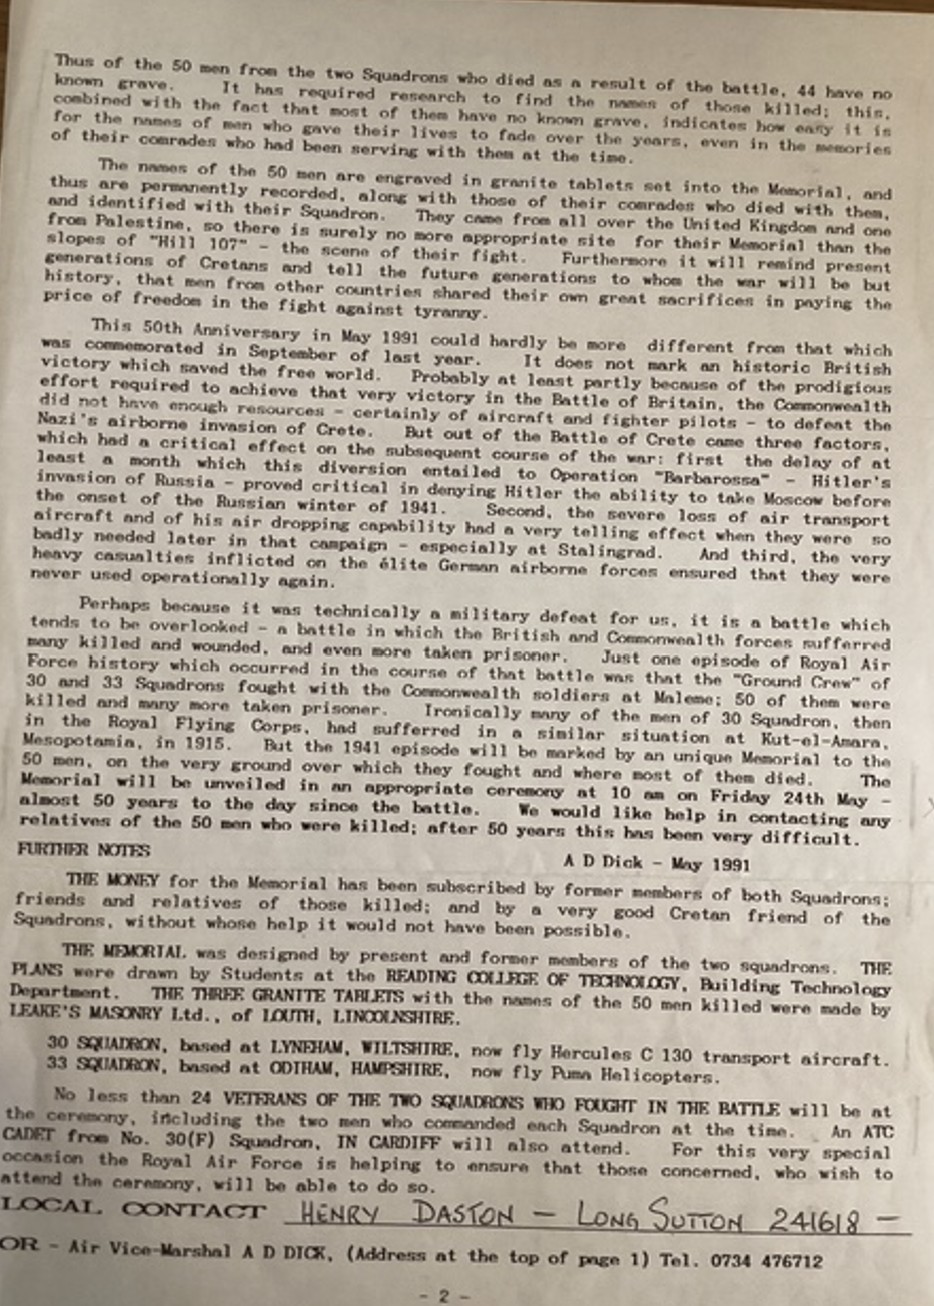 Thus of the 50 men from the two Squadrons who died as a result of the battle, 44 have no
known grave. It has required research to find the names of those killed; this,
combined with the fact that most of them have no known grave, indicates how easy it is
for the names of men who gave their lives to fade over the years, even in the memories
of their comrades who had been serving with them at the time.
The names of the 50 men are engraved in granite tablets set into the Memorial, and
thus are permanently recorded, along with those of their comrades who died with them,
and identified with their Squadron. They came from all over the United Kingdom and one
from Palestine, so there is surely no more appropriate site for their Memorial than the
slopes of "Hill 107" - the scene of their fight. Furthermore it will remind present
generations of Cretans and tell the future generations to whom the war will be but
history, that men from other countries shared their own great sacrifices in paying the
price of freedom in the fight against tyranny.
This 50th Anniversary in May 1991 could hardly be more different from that which
was commemorated in September of last year. It does not mark an historic British
victory which saved the free world. Probably at least partly because of the prodigious
effort required to achieve that very victory in the Battle of Britain, the Commonwealth
did not have enough resources - certainly of aircraft and fighter pilots - to defeat the
Nazi's airborne invasion of Crete. But out of the Battle of Crete came three factors,
which had a critical effect on the subsequent course of the war: first the delay of at
least a month which this diversion entailed to Operation "Barbarossa" - Hitler's
invasion of Russia - proved critical in denying Hitler the ability to take Moscow before
the onset of the Russian winter of 1941. Second, the severe loss of air transport
aircraft and of his air dropping capability had a very telling effect when they were so
badly needed later in that campaign - especially at Stalingrad. And third, the very
heavy casualties inflicted on the élite German airborne forces ensured that they were
never used operationally again.
Perhaps because it was technically a military defeat for us, it is a battle which
tends to be overlooked - a battle in which the British and Commonwealth forces sufferred
many killed and wounded, and even more taken prisoner. Just one episode of Royal Air
Force history which occurred in the course of that battle was that the "Ground Crew" of
30 and 33 Squadrons fought with the Commonwealth soldiers at Maleme; 50 of them were
killed and many more taken prisoner. Ironically many of the men of 30 Squadron, then
in the Royal Flying Corps, had sufferred in a similar situation at Kut-el-Amara,
Mesopotamia, in 1915. But the 1941 episode will be marked by an unique Memorial to the
50 men, on the very ground over which they fought and where most of them died. The
Memorial will be unveiled in an appropriate ceremony at 10 am on Friday 24th May -
almost 50 years to the day since the battle. We would like help in contacting any
relatives of the 50 men who were killed; after 50 years this has been very difficult.
A D Dick - May 1991
FURTHER NOTES
THE MONEY for the Memorial has been subscribed by former members of both Squadrons;
friends and relatives of those killed; and by a very good Cretan friend of the
Squadrons, without whose help it would not have been possible.
THE MEMORIAL was designed by present and former members of the two squadrons. THE
PLANS were drawn by Students at the READING COLLEGE OF TECHNOLOGY, Building Technology
Department. THE THREE GRANITE TABLETS with the names of the 50 men killed were made by
LEAKE'S MASONRY Ltd., of LOUTH, LINCOLNSHIRE.
30 SQUADRON, based at LYNEHAM, WILTSHIRE, now fly Hercules C 130 transport aircraft.
33 SQUADRON, based at ODIHAM, HAMPSHIRE, now fly Puma Helicopters.
No less than 24 VETERANS OF THE TWO SQUADRONS WHO FOUGHT IN THE BATTLE will be at
the ceremony, including the two men who commanded each Squadron at the time. An ATC
CADET from No. 30(F) Squadron, IN CARDIFF will also attend. For this very special
occasion the Royal Air Force is helping to ensure that those concerned, who wish to
attend the ceremony, will be able to do so.
LOCAL CONTACT HENRY DASTON - LONG SUTTON 241618 -
OR - Air Vice-Marshal A D DICK, (Address at the top of page 1) Tel. 0734 476712
- 2 -